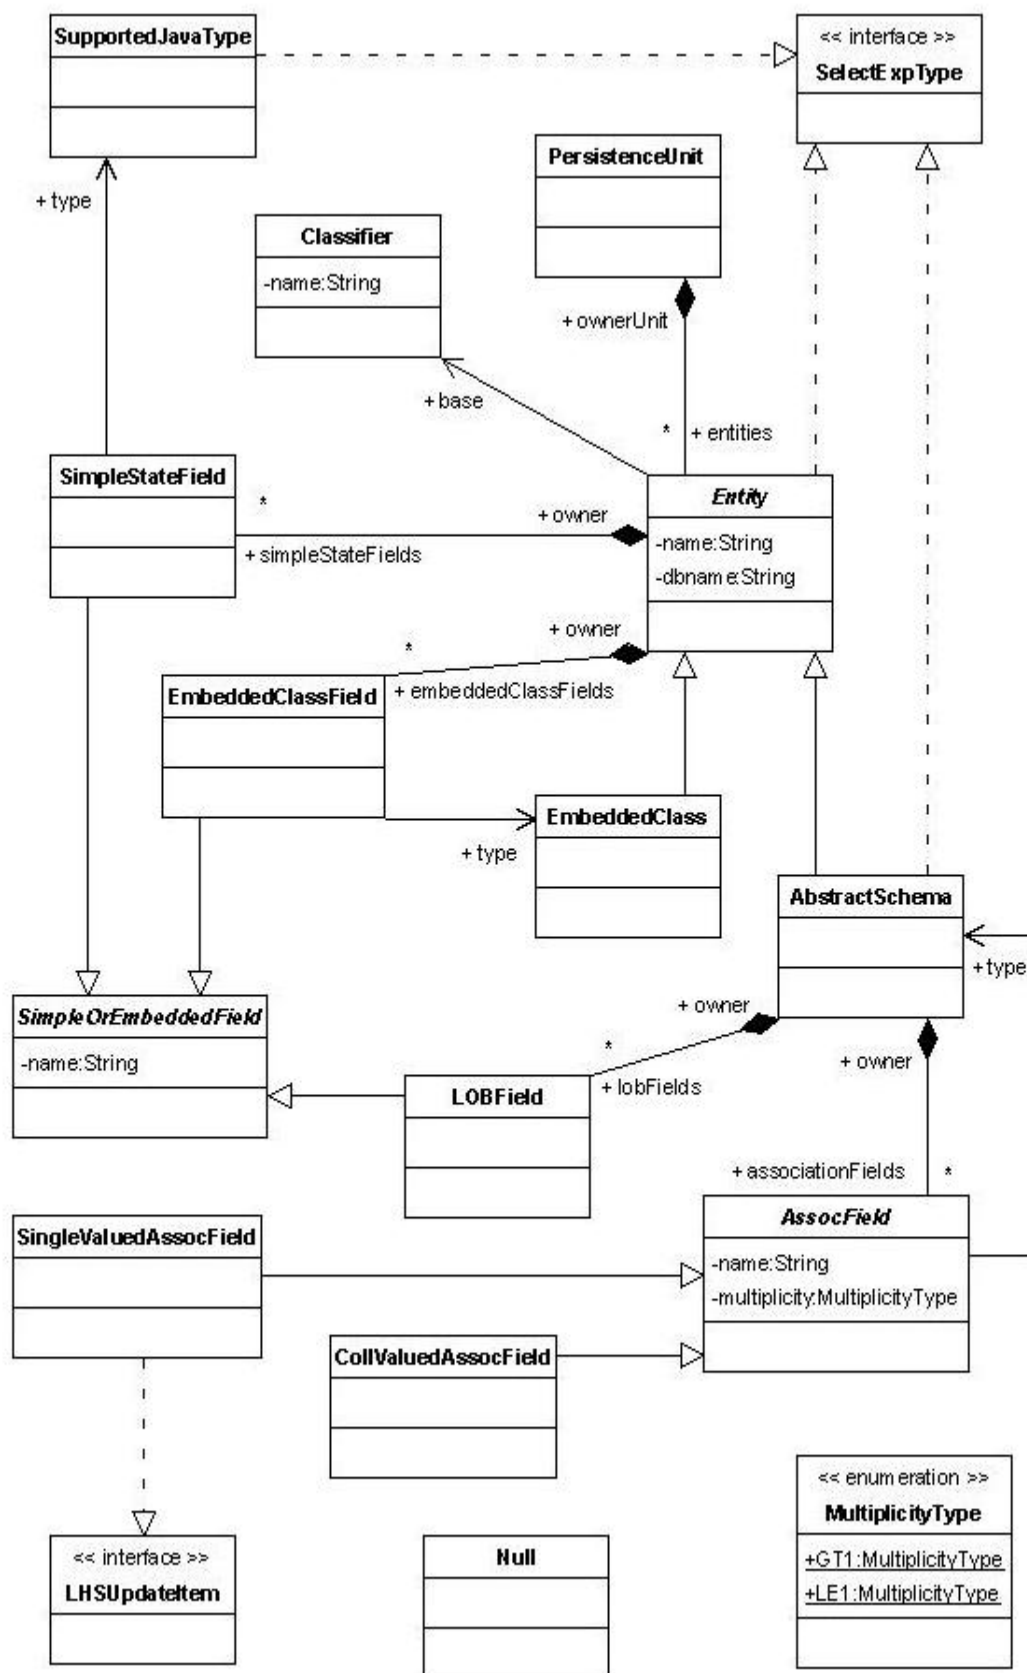 SupportedJavaType
<< interface >>
SelectExpType
PersistenceUnit
+ type
Classifier
-name:String
+ ownerUnit
+ base
* + entities
SimpleStateField
*
+ owner
+ simpleStateFields
Entity
-name:String
-dbname:String
+ owner
*
+ embeddedClassFields
EmbeddedClassField
EmbeddedClass
+ type
AbstractSchema
+type
SimpleOrEmbeddedField
-name:String
+ owner
*
+ lobFields
LOBField
+ owner
+ associationFields *
SingleValuedAssocField
AssocField
-name:String
-multiplicity:MultiplicityType
CollValuedAssocField
<< enumeration >>
MultiplicityType
+GT1:MultiplicityType
+LE1:MultiplicityType
<< interface >>
LHSUpdateItem
Null